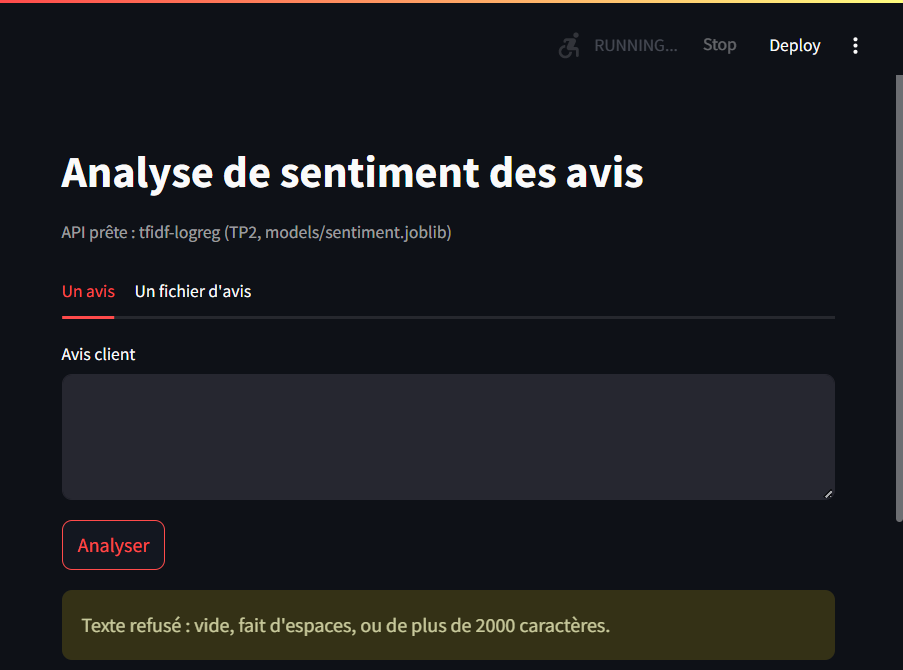 RUNNING... Stop Deploy
Analyse de sentiment des avis
API prête : tfidf-logreg (TP2, models/sentiment.joblib)
Un avis Un fichier d'avis
Avis client
Analyser
Texte refusé : vide, fait d'espaces, ou de plus de 2000 caractères.